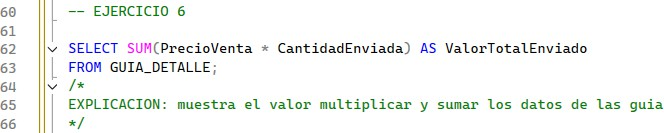 60 -- EJERCICIO 6
61
62 SELECT SUM(PrecioVenta * CantidadEnviada) AS ValorTotalEnviado
63 FROM GUIA_DETALLE;
64 /*
65 EXPLICACION: muestra el valor multiplicar y sumar los datos de las guia
66 */